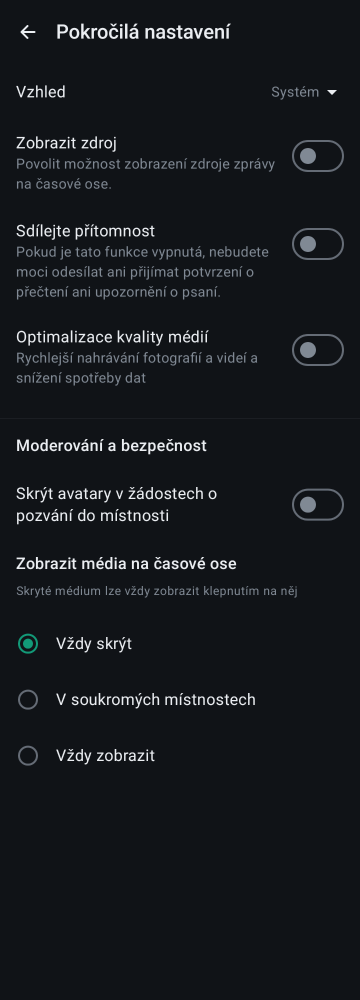 Pokročilá nastavení
Vzhled
Systém
Zobrazit zdroj
Povolit možnost zobrazení zdroje zprávy
na časové ose.
Sdílejte přítomnost
Pokud je tato funkce vypnutá, nebudete
moci odesílat ani přijímat potvrzení o
přečtení ani upozornění o psaní.
Optimalizace kvality médií
Rychlejší nahrávání fotografií a videí a
snížení spotřeby dat
Moderování a bezpečnost
Skrýt avatary v žádostech o
pozvání do místnosti
Zobrazit média na časové ose
Skryté médium lze vždy zobrazit klepnutím na něj
Vždy skrýt
V soukromých místnostech
Vždy zobrazit